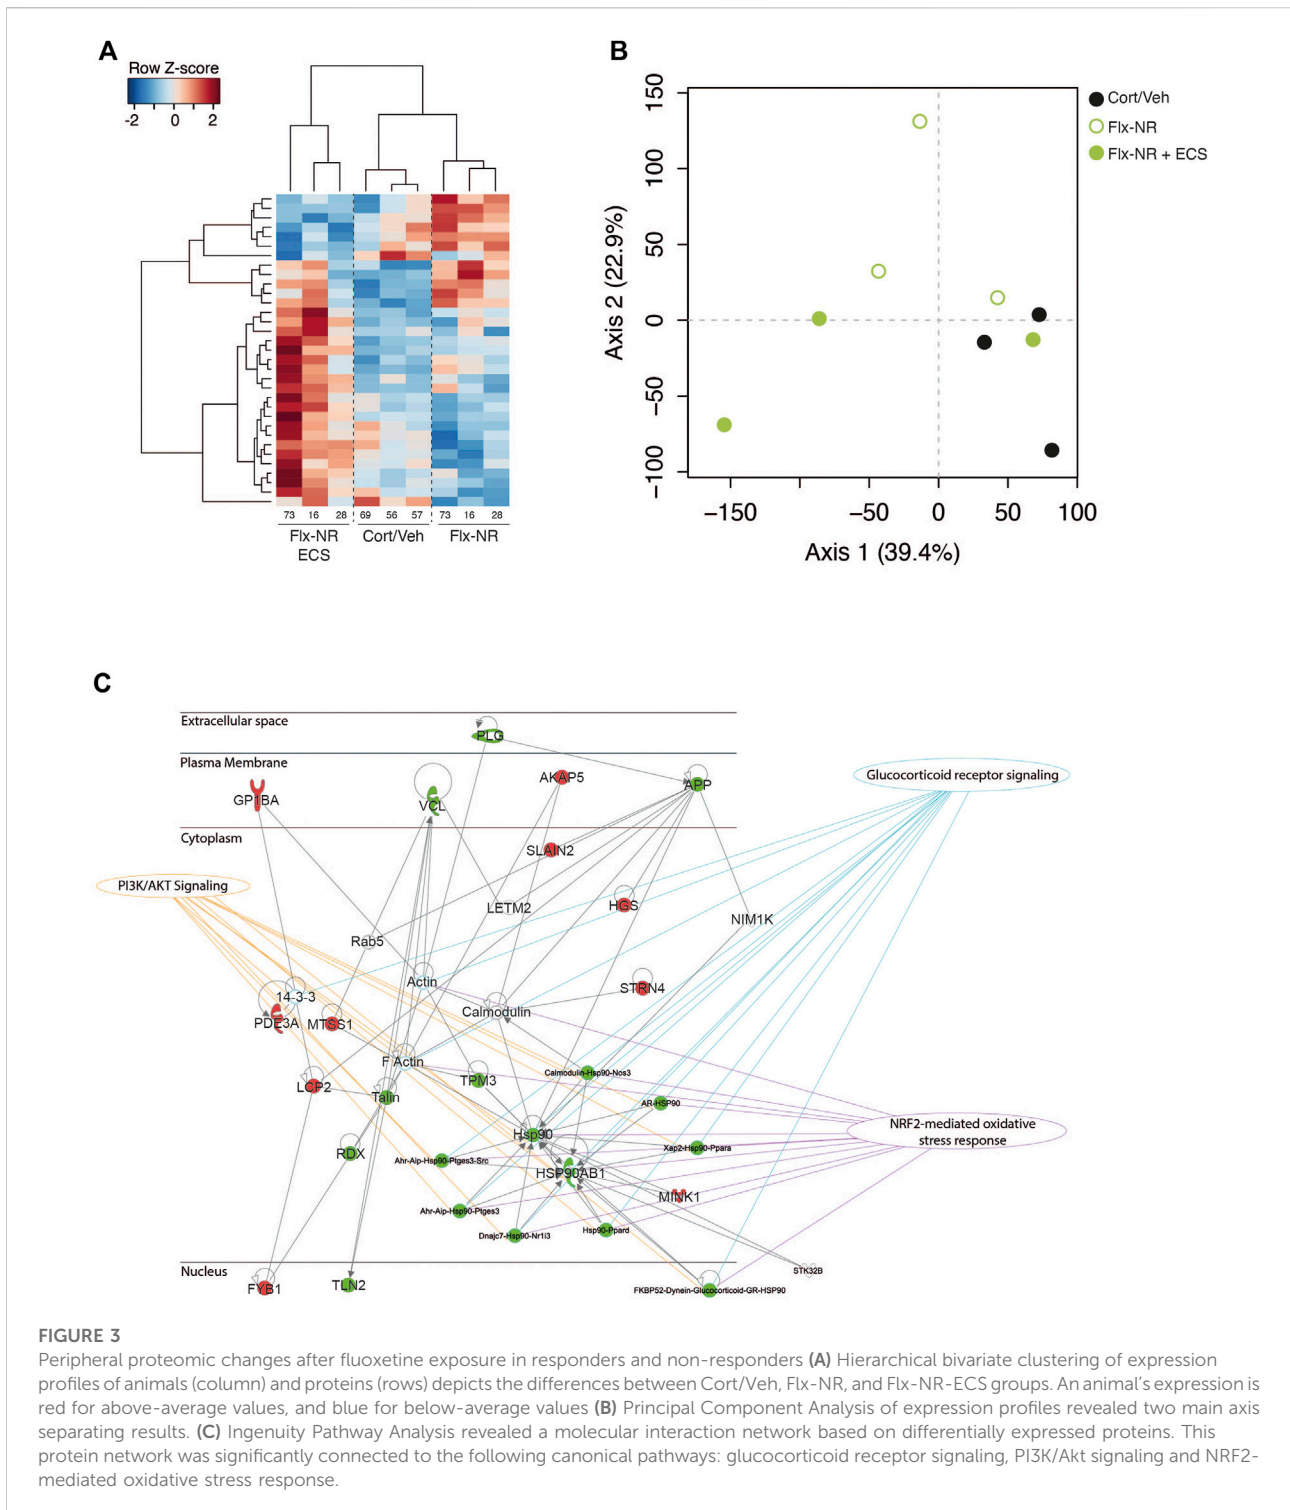 A
Row Z-score
-2 0 2
73 16 28 69 56 57 73 16 28
Flx-NR
ECS
Cort/Veh
Flx-NR
B
Axis 2 (22.9%)
150
100
50
0
−50
−100
−150 −50 0 50 100
Axis 1 (39.4%)
Cort/Veh
Flx-NR
Flx-NR + ECS
C
Extracellular space
PLG
Plasma Membrane
GP1BA
VCL
AKAP5
APP
Glucocorticoid receptor signaling
Cytoplasm
SLAIN2
PI3K/AKT Signaling
LETM2
HGS
NIM1K
Rab5
Actin
14-3-3
STRN4
PDE3A
MTSS1
Calmodulin
F Actin
LCP2
Talin
TPM3
Calmodulin-Hsp90-Nos3
AR-HSP90
Hsp90
NRF2-mediated oxidative
stress response
RDX
Ahr-Aip-Hsp90-Ptges3-Src
Xap2-Hsp90-Ppara
HSP90AB1
MINK1
Ahr-Aip-Hsp90-Ptges3
Dnajc7-Hsp90-Nr1i3
Hsp90-Ppard
Nucleus
STK32B
FYB1
TLN2
FKBP52-Dynein-Glucocorticoid-GR-HSP90
FIGURE 3
Peripheral proteomic changes after fluoxetine exposure in responders and non-responders (A) Hierarchical bivariate clustering of expression
profiles of animals (column) and proteins (rows) depicts the differences between Cort/Veh, Flx-NR, and Flx-NR-ECS groups. An animal's expression is
red for above-average values, and blue for below-average values (B) Principal Component Analysis of expression profiles revealed two main axis
separating results. (C) Ingenuity Pathway Analysis revealed a molecular interaction network based on differentially expressed proteins. This
protein network was significantly connected to the following canonical pathways: glucocorticoid receptor signaling, PI3K/Akt signaling and NRF2-
mediated oxidative stress response.